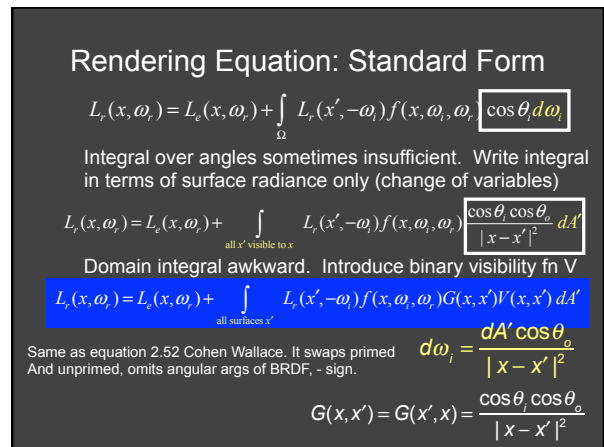 Rendering Equation: Standard Form
L_r(x,ω_r) = L_e(x,ω_r) + ∫_Ω L_r(x′,−ω_i) f(x,ω_i,ω_r) cosθ_i dω_i
Integral over angles sometimes insufficient. Write integral
in terms of surface radiance only (change of variables)
L_r(x,ω_r) = L_e(x,ω_r) + ∫_{all x′ visible to x} L_r(x′,−ω_i) f(x,ω_i,ω_r) (cosθ_i cosθ_o / |x−x′|²) dA′
Domain integral awkward. Introduce binary visibility fn V
L_r(x,ω_r) = L_e(x,ω_r) + ∫_{all surfaces x′} L_r(x′,−ω_i) f(x,ω_i,ω_r) G(x,x′) V(x,x′) dA′
Same as equation 2.52 Cohen Wallace. It swaps primed
And unprimed, omits angular args of BRDF, - sign.
dω_i = dA′ cosθ_o / |x−x′|²
G(x,x′) = G(x′,x) = cosθ_i cosθ_o / |x−x′|²